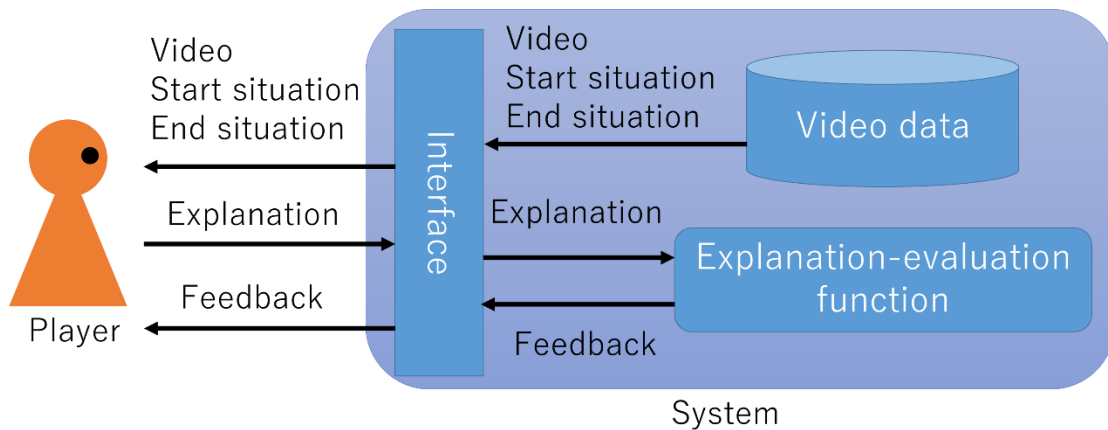 Video
Start situation
End situation
Explanation
Feedback
Player
Interface
Video
Start situation
End situation
Video data
Explanation
Explanation-evaluation
function
Feedback
System